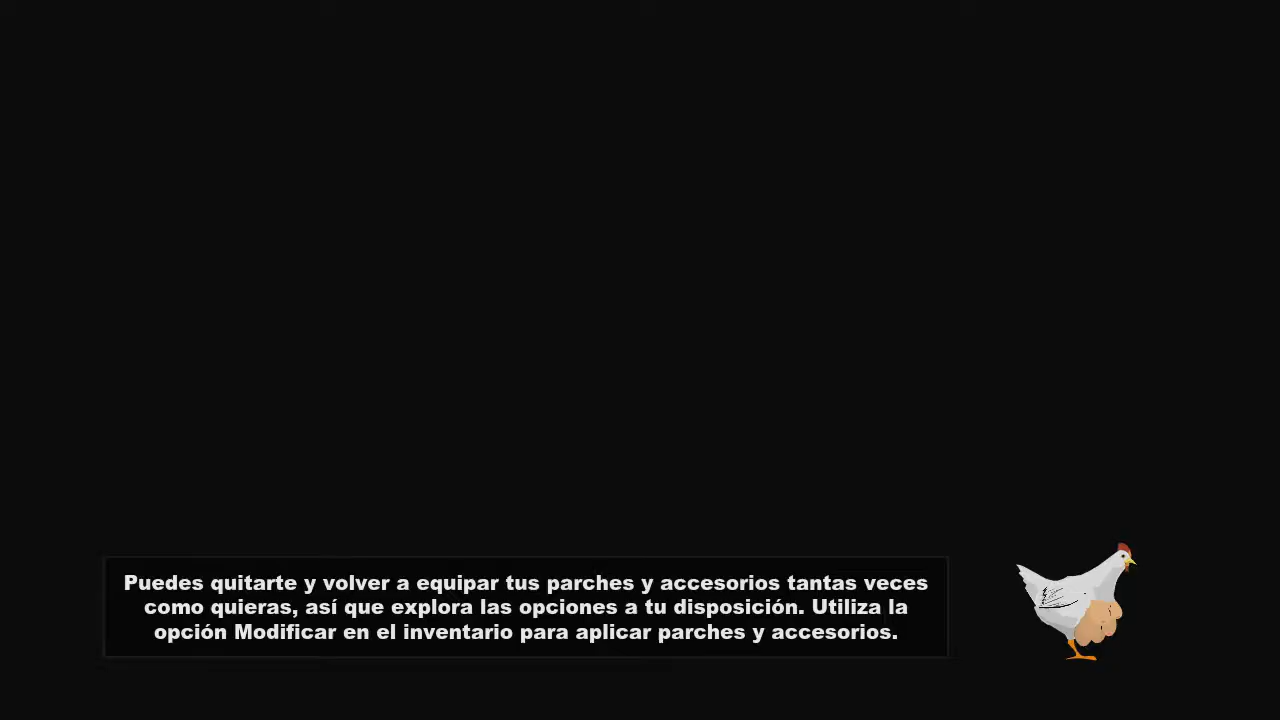 Puedes quitarte y volver a equipar tus parches y accesorios tantas veces
como quieras, así que explora las opciones a tu disposición. Utiliza la
opción Modificar en el inventario para aplicar parches y accesorios.